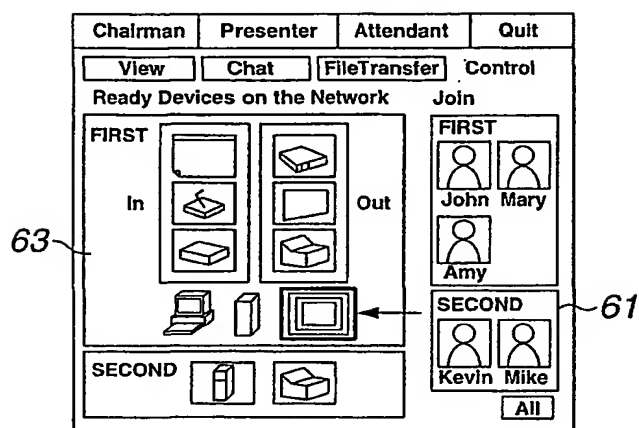 Chairman Presenter Attendant Quit
View Chat FileTransfer Control
Ready Devices on the Network Join
FIRST
In
Out
63
FIRST
John Mary
Amy
SECOND
61
Kevin Mike
SECOND
All